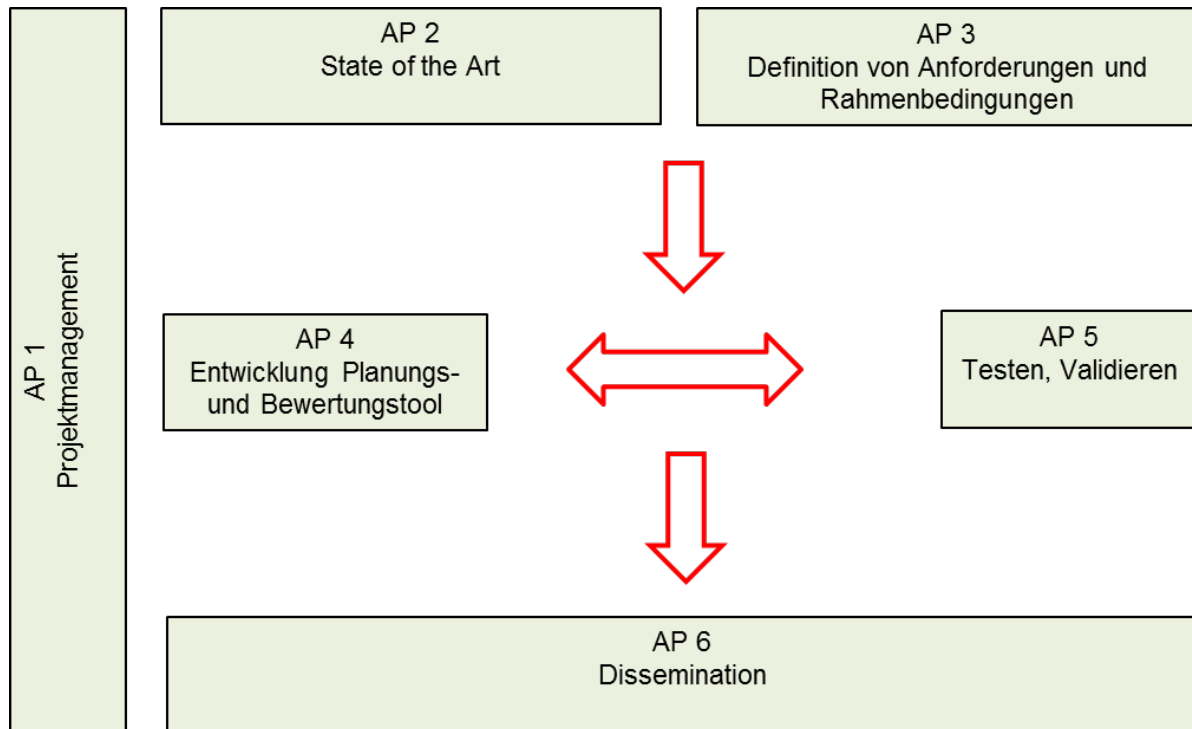 AP 1
Projektmanagement
AP 2
State of the Art
AP 3
Definition von Anforderungen und
Rahmenbedingungen
AP 4
Entwicklung Planungs-
und Bewertungstool
AP 5
Testen, Validieren
AP 6
Dissemination